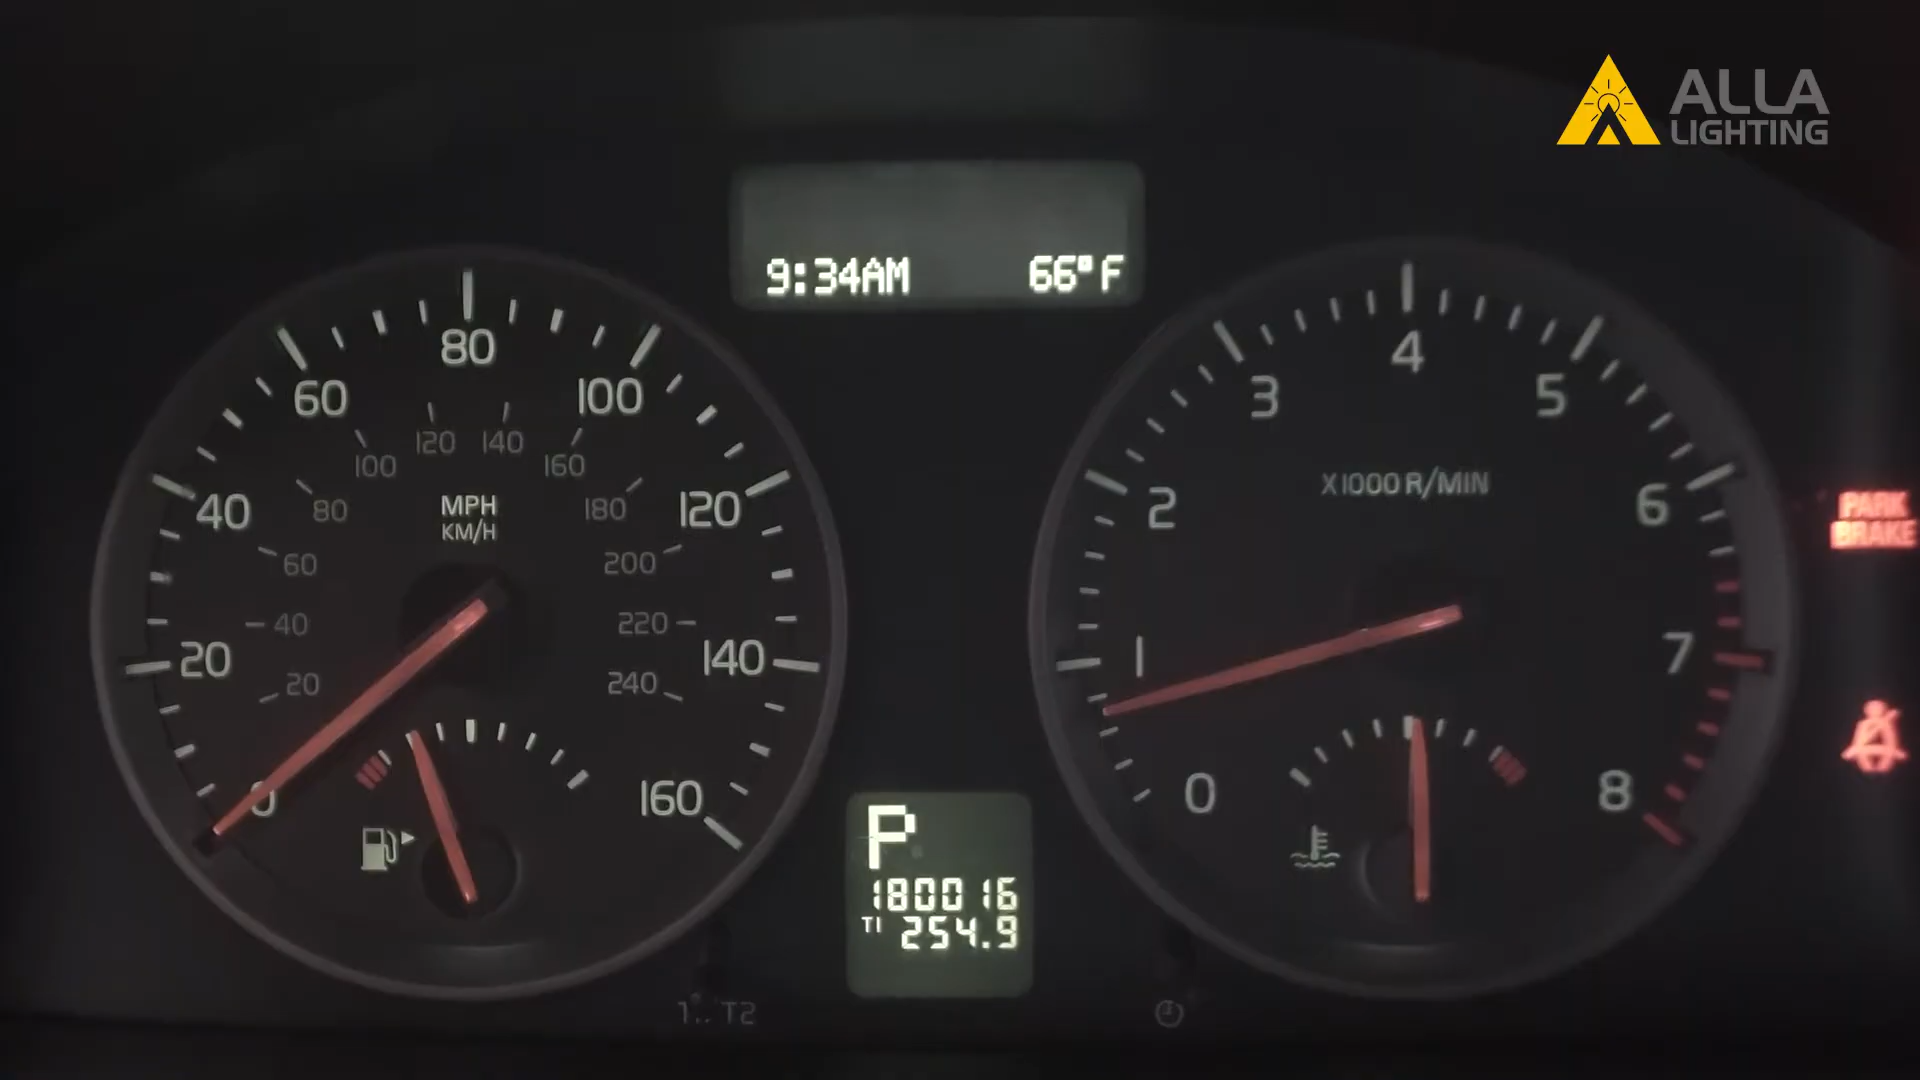 ALLA
LIGHTING
9:34AM 66°F
0 20 40 60 80 100 120 140 160
20 40 60 80 100 120 140 160 180 200 220 240
MPH
KM/H
0 1 2 3 4 5 6 7 8
X1000 R/MIN
PARK
BRAKE
P
180016
T1 254.9
T2